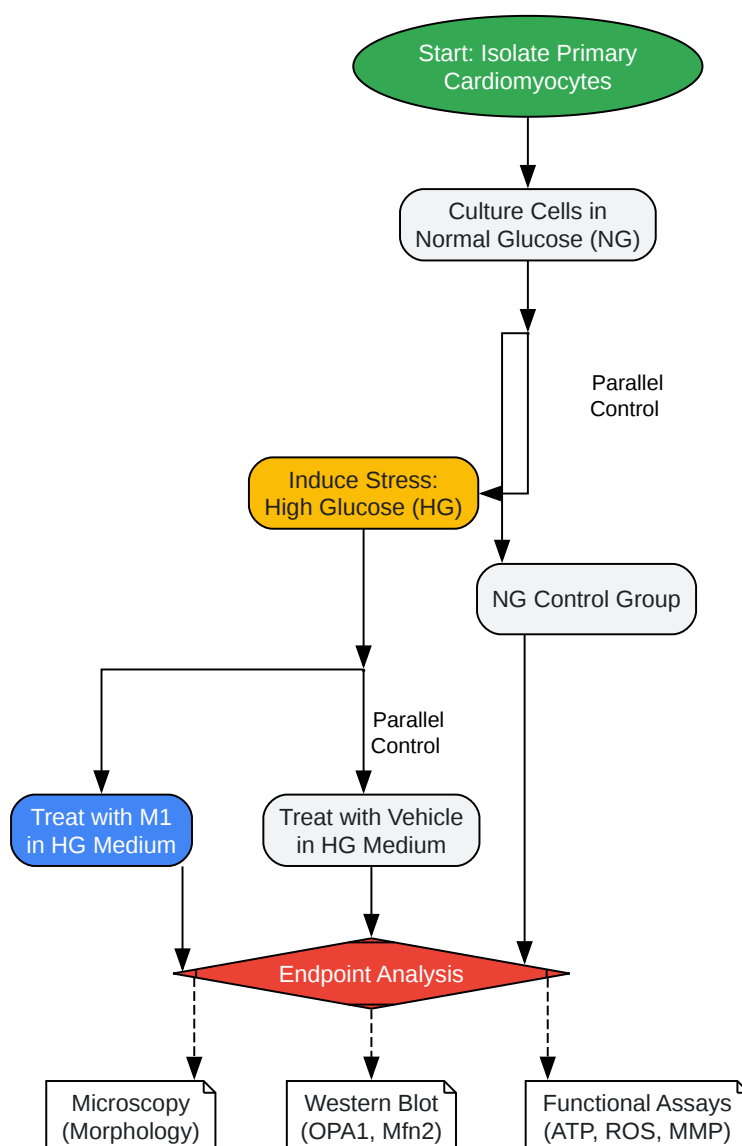 Start: Isolate Primary
Cardiomyocytes
Culture Cells in
Normal Glucose (NG)
Parallel
Control
Induce Stress:
High Glucose (HG)
NG Control Group
Parallel
Control
Treat with M1
in HG Medium
Treat with Vehicle
in HG Medium
Endpoint Analysis
Microscopy
(Morphology)
Western Blot
(OPA1, Mfn2)
Functional Assays
(ATP, ROS, MMP)